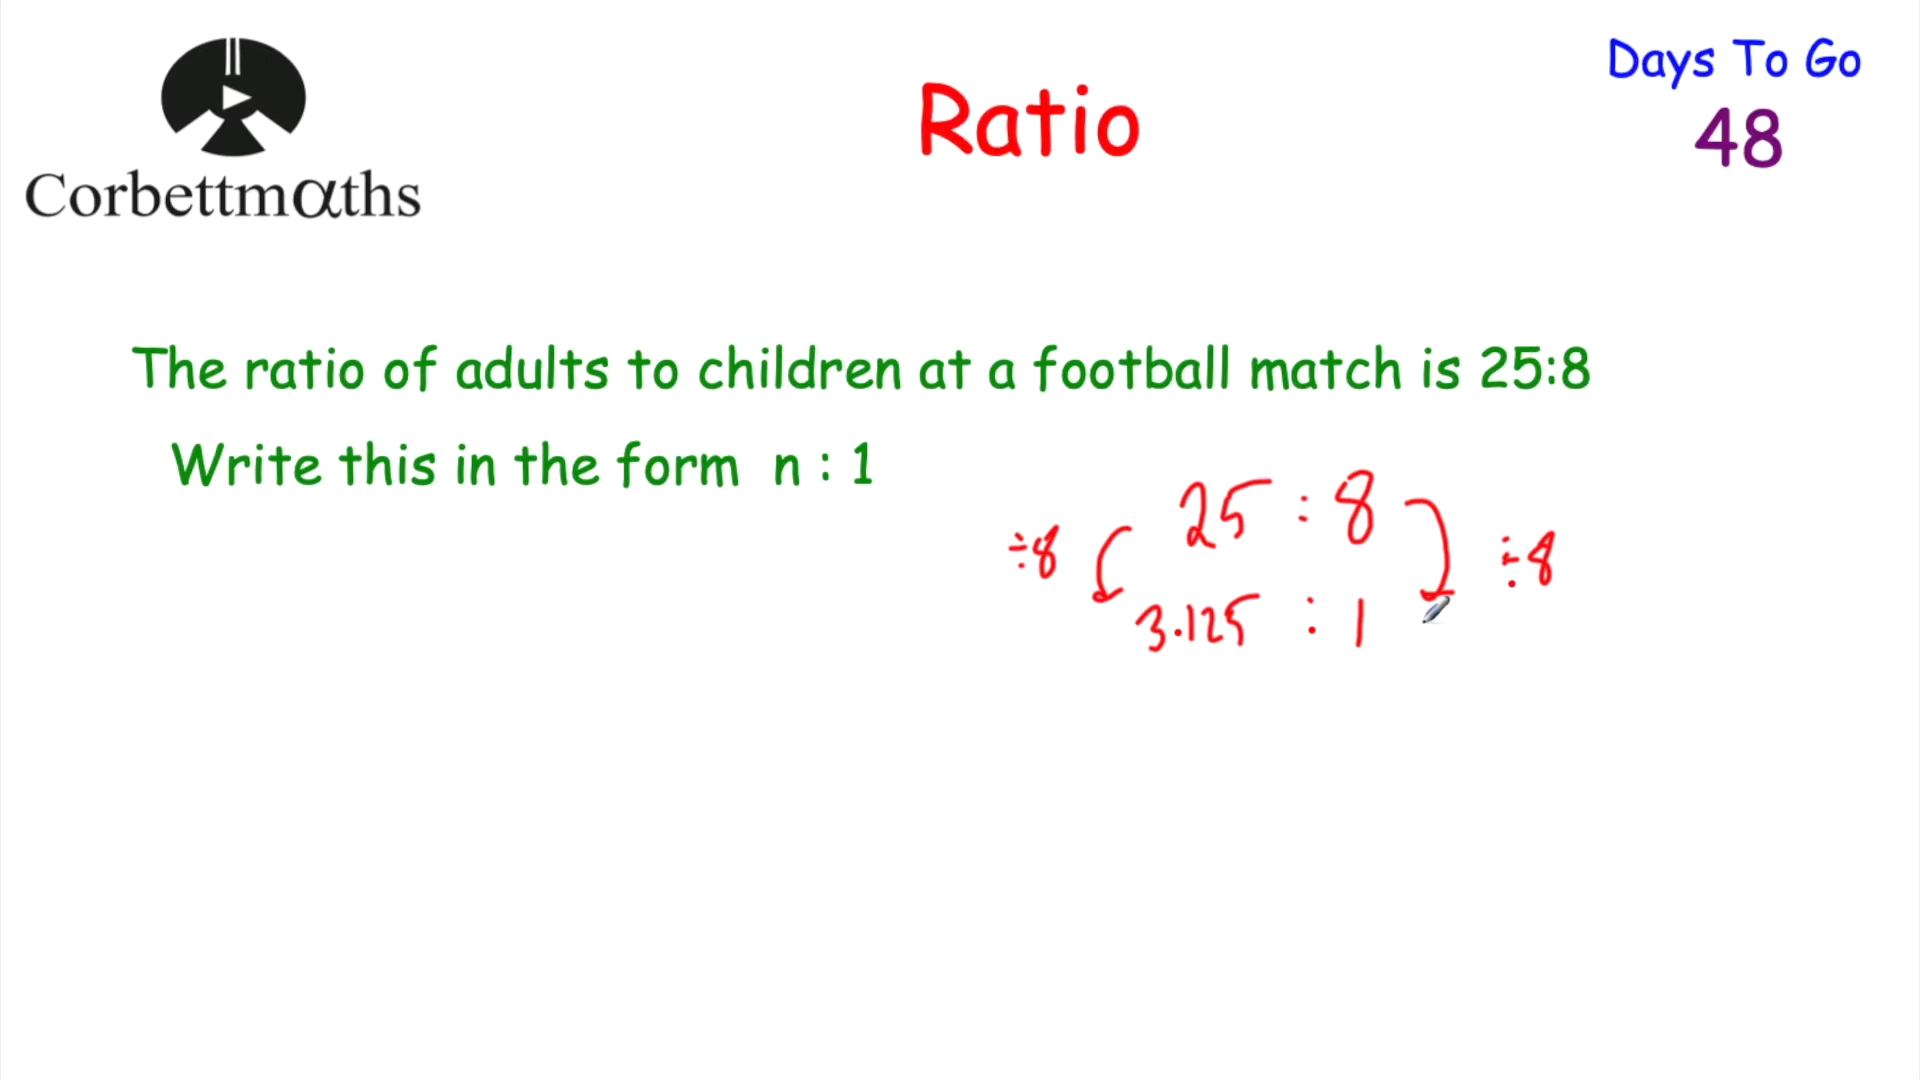 Corbettmαths
Ratio
Days To Go
48
The ratio of adults to children at a football match is 25:8
Write this in the form n : 1
25 : 8
÷8
÷8
3.125 : 1